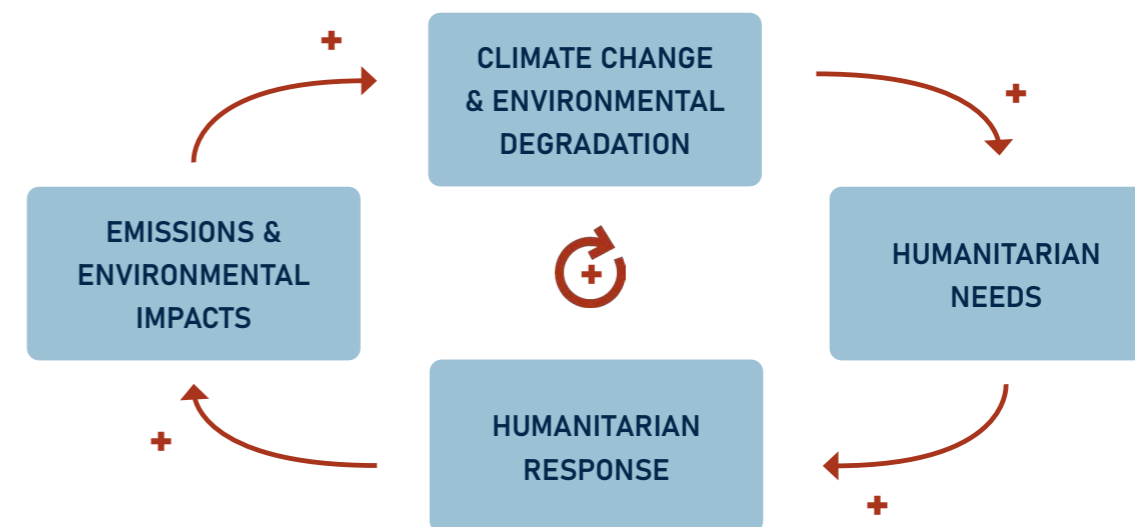 +
CLIMATE CHANGE
& ENVIRONMENTAL
DEGRADATION
+
EMISSIONS &
ENVIRONMENTAL
IMPACTS
+
HUMANITARIAN
NEEDS
HUMANITARIAN
RESPONSE
+
+